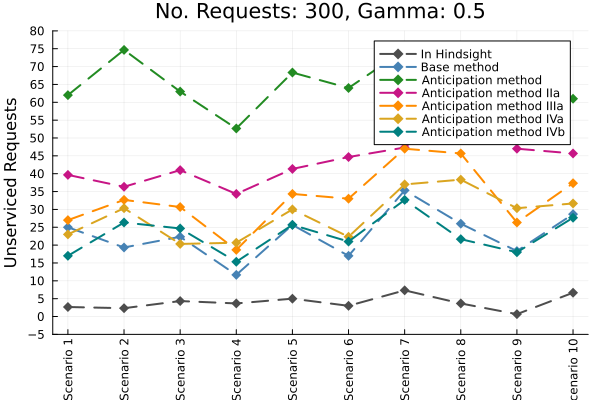 No. Requests: 300, Gamma: 0.5
Unserviced Requests
80
75
70
65
60
55
50
45
40
35
30
25
20
15
10
5
0
−5
In Hindsight
Base method
Anticipation method
Anticipation method IIa
Anticipation method IIIa
Anticipation method IVa
Anticipation method IVb
Scenario 1
Scenario 2
Scenario 3
Scenario 4
Scenario 5
Scenario 6
Scenario 7
Scenario 8
Scenario 9
cenario 10